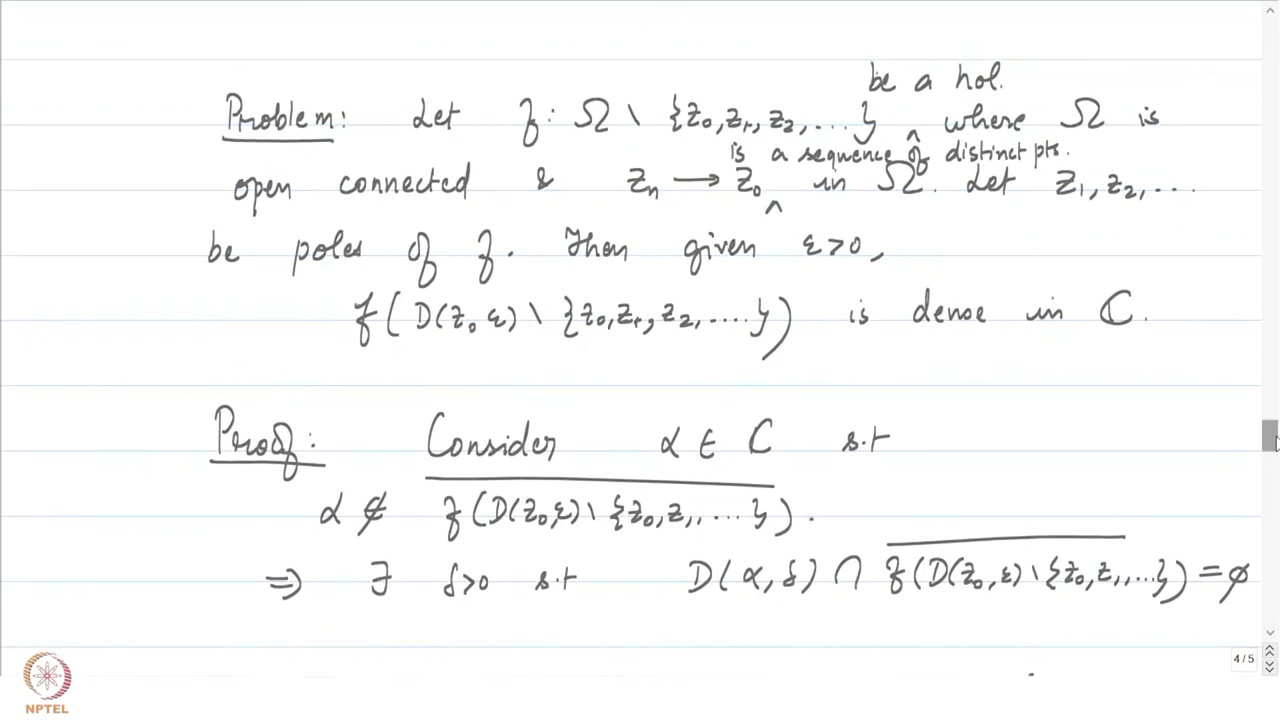 be a hol.
Problem: Let f: Ω \ {z₀, z₁, z₂, ....} ^ where Ω is
is a sequence of distinct pts.
open connected & zₙ → z₀ ^ in Ω. Let z₁, z₂, ...
be poles of f. Then given ε>0,
f(D(z₀, ε) \ {z₀, z₁, z₂, ....}) is dense in ℂ.
Proof: Consider α ∈ ℂ s.t
α ∉ \overline{f(D(z₀,ε) \ {z₀, z₁, ... })}.
⇒ ∃ δ>0 s.t D(α, δ) ∩ \overline{f(D(z₀, ε) \ {z₀, z₁, ...})} = ∅
4 / 5
NPTEL